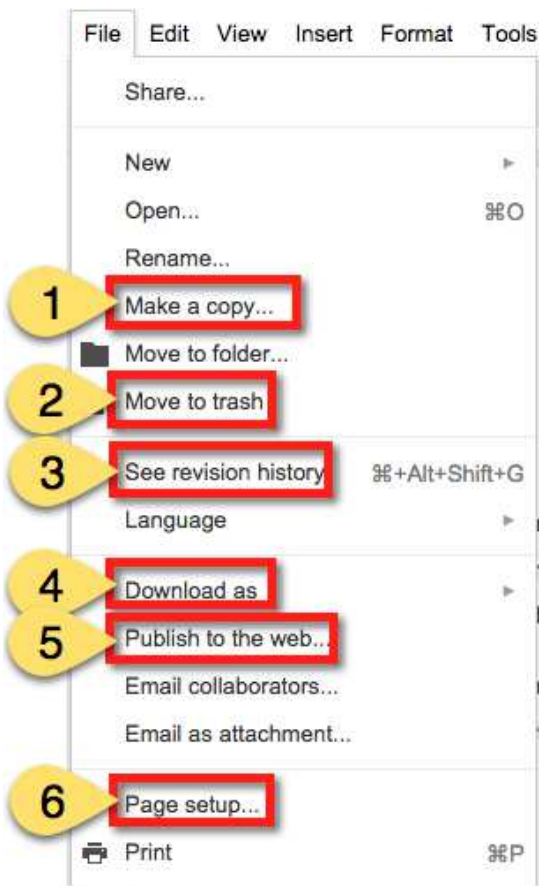 File Edit View Insert Format Tools
Share...
New
Open... ⌘O
Rename...
1 Make a copy...
Move to folder...
2 Move to trash
3 See revision history ⌘+Alt+Shift+G
Language
4 Download as
5 Publish to the web...
Email collaborators...
Email as attachment...
6 Page setup...
Print ⌘P